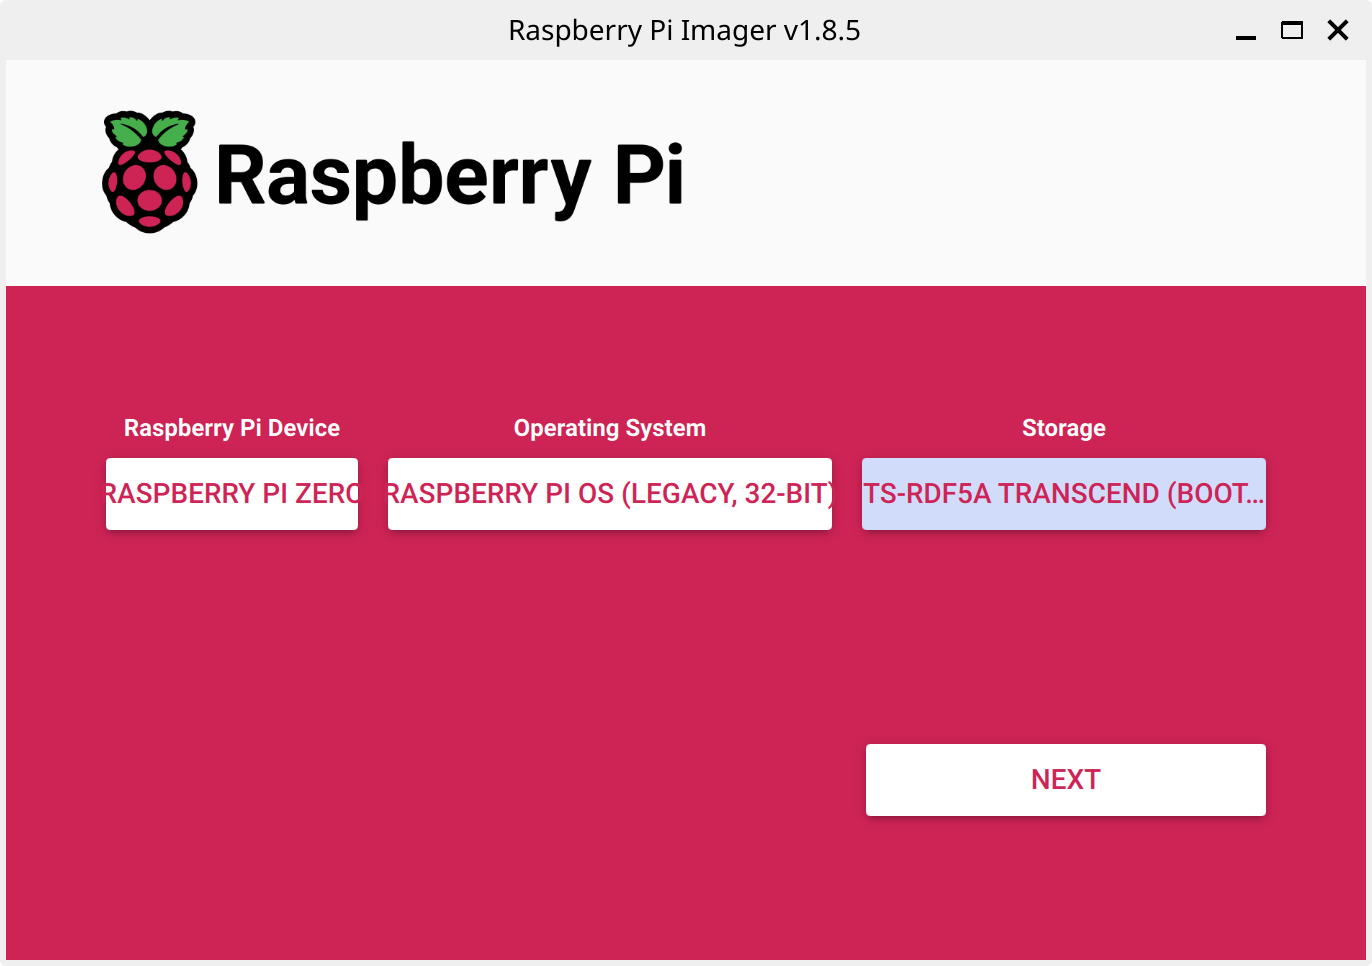 Raspberry Pi Imager v1.8.5
Raspberry Pi
Raspberry Pi Device
Operating System
Storage
RASPBERRY PI ZERO
RASPBERRY PI OS (LEGACY, 32-BIT)
TS-RDF5A TRANSCEND (BOOT...
NEXT